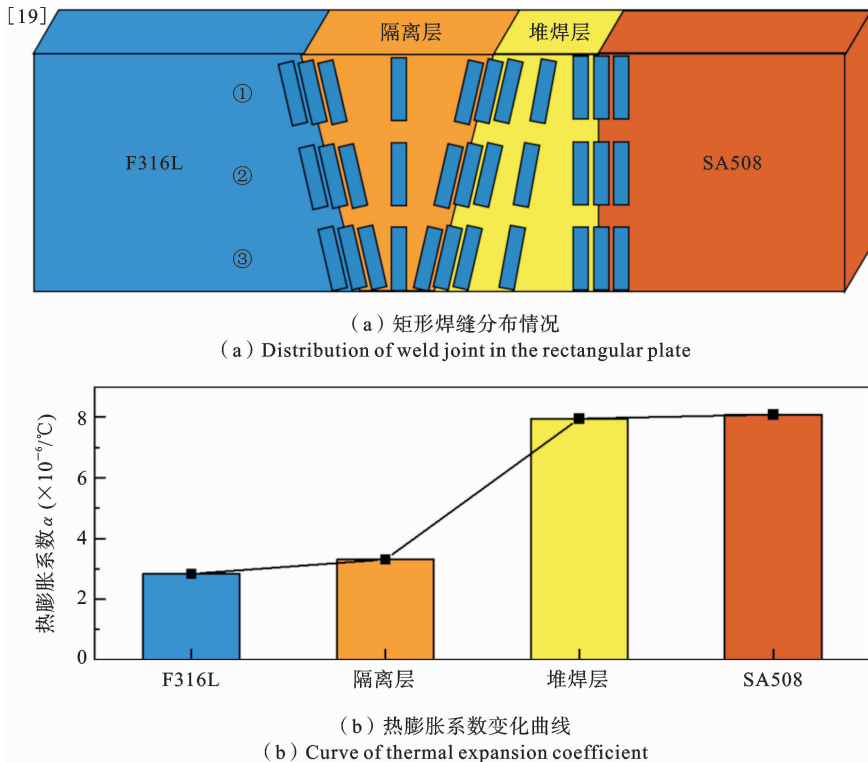 [19]
隔离层 堆焊层
①
F316L ② SA508
③
（a）矩形焊缝分布情况
（a）Distribution of weld joint in the rectangular plate
热膨胀系数α (×10⁻⁶/℃)
8
6
4
2
0
F316L 隔离层 堆焊层 SA508
（b）热膨胀系数变化曲线
（b）Curve of thermal expansion coefficient